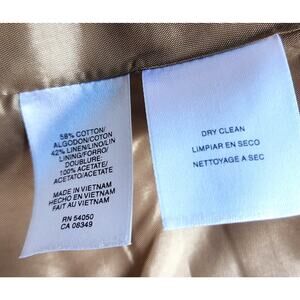 58% COTTON/
ALGODON/COTON
42% LINEN/LINO/LIN
LINING/FORRO/
DOUBLURE:
100% ACETATE/
ACETATO/ACETATE
MADE IN VIETNAM
HECHO EN VIETNAM
FAIT AU VIETNAM
RN 54050
CA 08349
DRY CLEAN
LIMPIAR EN SECO
NETTOYAGE A SEC